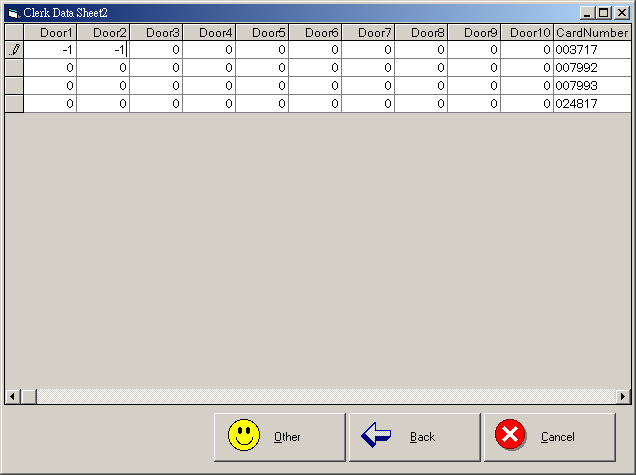 Clerk Data Sheet2
Door1 Door2 Door3 Door4 Door5 Door6 Door7 Door8 Door9 Door10 CardNumber
-1 -1 0 0 0 0 0 0 0 0 003717
0 0 0 0 0 0 0 0 0 0 007992
0 0 0 0 0 0 0 0 0 0 007993
0 0 0 0 0 0 0 0 0 0 024817
Other Back Cancel